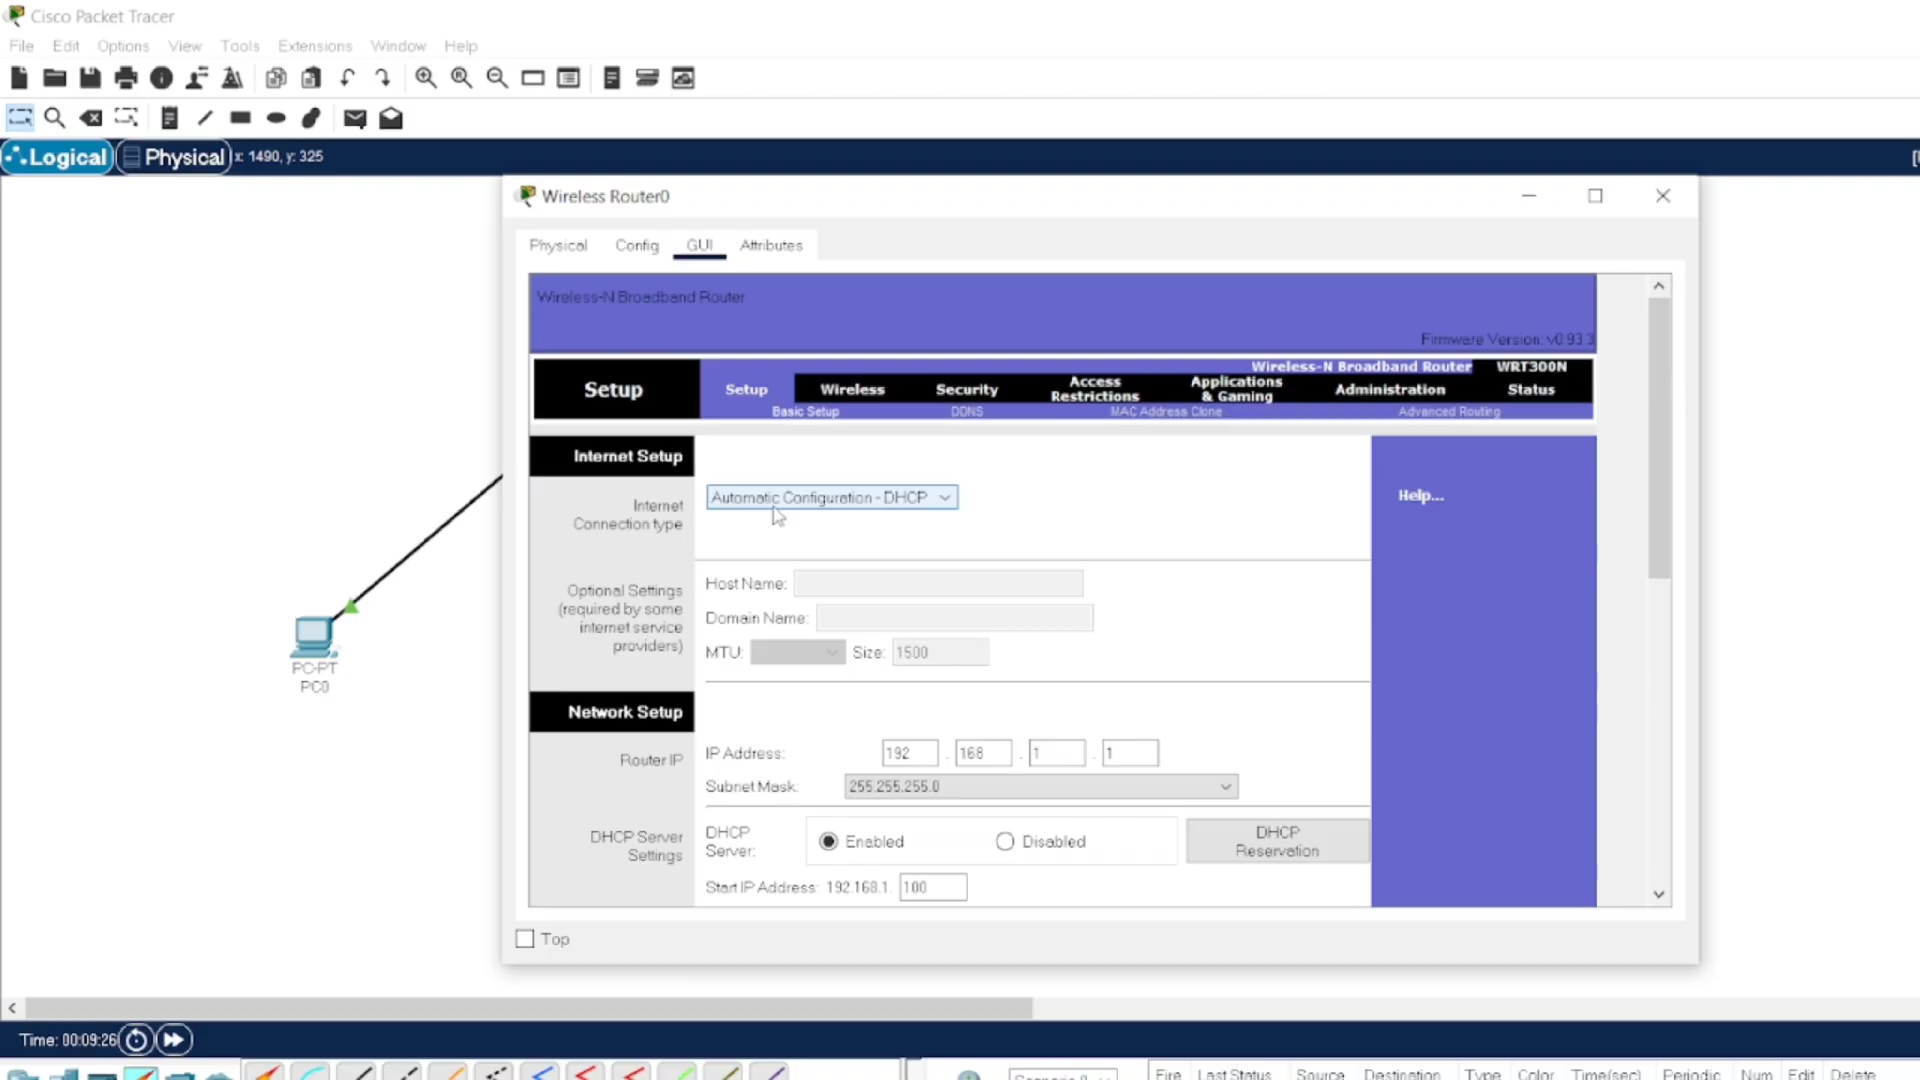 Cisco Packet Tracer
File Edit Options View Tools Extensions Window Help
Logical Physical x: 1490, y: 325
Wireless Router0
Physical Config GUI Attributes
Wireless-N Broadband Router
Firmware Version: v0.93.3
Wireless-N Broadband Router WRT300N
Setup Setup Wireless Security Access Restrictions Applications & Gaming Administration Status
Basic Setup DDNS MAC Address Clone Advanced Routing
Internet Setup
Internet Connection type
Automatic Configuration - DHCP
Help...
Optional Settings (required by some internet service providers)
Host Name:
Domain Name:
MTU: Size: 1500
Network Setup
Router IP
IP Address: 192 . 168 . 1 . 1
Subnet Mask: 255.255.255.0
DHCP Server Settings
DHCP Server: Enabled Disabled DHCP Reservation
Start IP Address: 192.168.1. 100
Top
PC-PT
PC0
Time: 00:09:26
Fire Last Status Source Destination Type Color Time(sec) Periodic Num Edit Delete